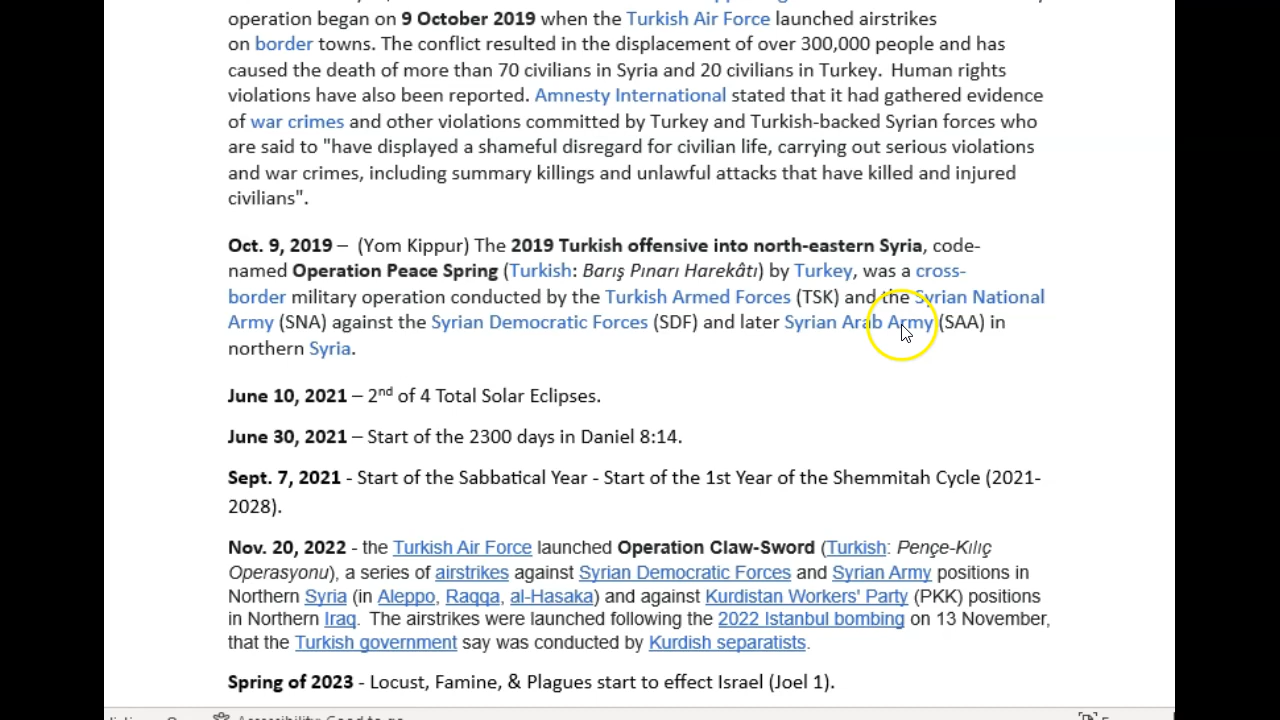 operation began on 9 October 2019 when the Turkish Air Force launched airstrikes
on border towns. The conflict resulted in the displacement of over 300,000 people and has
caused the death of more than 70 civilians in Syria and 20 civilians in Turkey. Human rights
violations have also been reported. Amnesty International stated that it had gathered evidence
of war crimes and other violations committed by Turkey and Turkish-backed Syrian forces who
are said to "have displayed a shameful disregard for civilian life, carrying out serious violations
and war crimes, including summary killings and unlawful attacks that have killed and injured
civilians".
Oct. 9, 2019 – (Yom Kippur) The 2019 Turkish offensive into north-eastern Syria, code-
named Operation Peace Spring (Turkish: Barış Pınarı Harekâtı) by Turkey, was a cross-
border military operation conducted by the Turkish Armed Forces (TSK) and the Syrian National
Army (SNA) against the Syrian Democratic Forces (SDF) and later Syrian Arab Army (SAA) in
northern Syria.
June 10, 2021 – 2nd of 4 Total Solar Eclipses.
June 30, 2021 – Start of the 2300 days in Daniel 8:14.
Sept. 7, 2021 - Start of the Sabbatical Year - Start of the 1st Year of the Shemmitah Cycle (2021-
2028).
Nov. 20, 2022 - the Turkish Air Force launched Operation Claw-Sword (Turkish: Pençe-Kılıç
Operasyonu), a series of airstrikes against Syrian Democratic Forces and Syrian Army positions in
Northern Syria (in Aleppo, Raqqa, al-Hasaka) and against Kurdistan Workers' Party (PKK) positions
in Northern Iraq. The airstrikes were launched following the 2022 Istanbul bombing on 13 November,
that the Turkish government say was conducted by Kurdish separatists.
Spring of 2023 - Locust, Famine, & Plagues start to effect Israel (Joel 1).